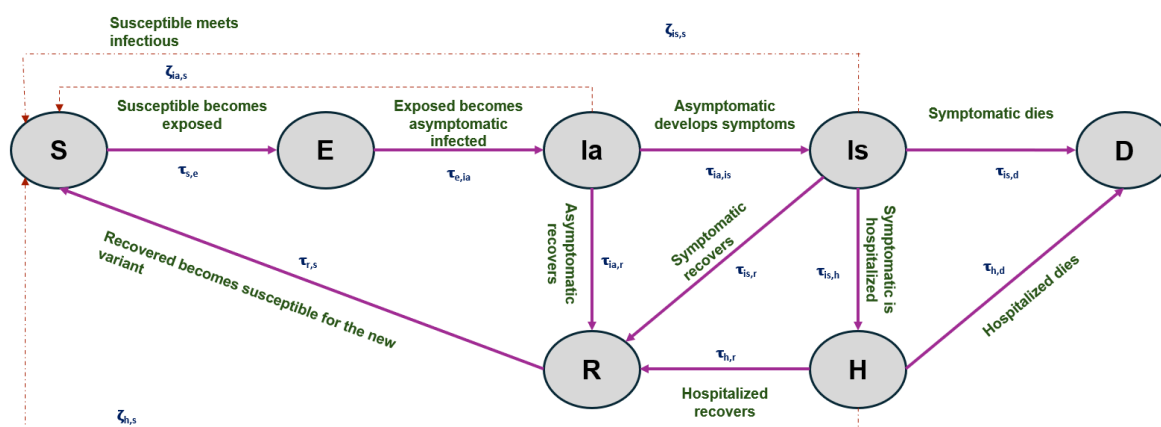 Susceptible meets
infectious
ζis,s
ζia,s
Susceptible becomes
exposed
Exposed becomes
asymptomatic
infected
Asymptomatic
develops symptoms
Symptomatic dies
S
E
Ia
Is
D
τs,e
τe,ia
τia,is
τis,d
Recovered becomes susceptible for the new
variant
τr,s
Asymptomatic
recovers
τia,r
Symptomatic
recovers
τis,r
τis,h
Symptomatic is
hospitalized
τh,d
Hospitalized dies
R
τh,r
H
Hospitalized
recovers
ζh,s